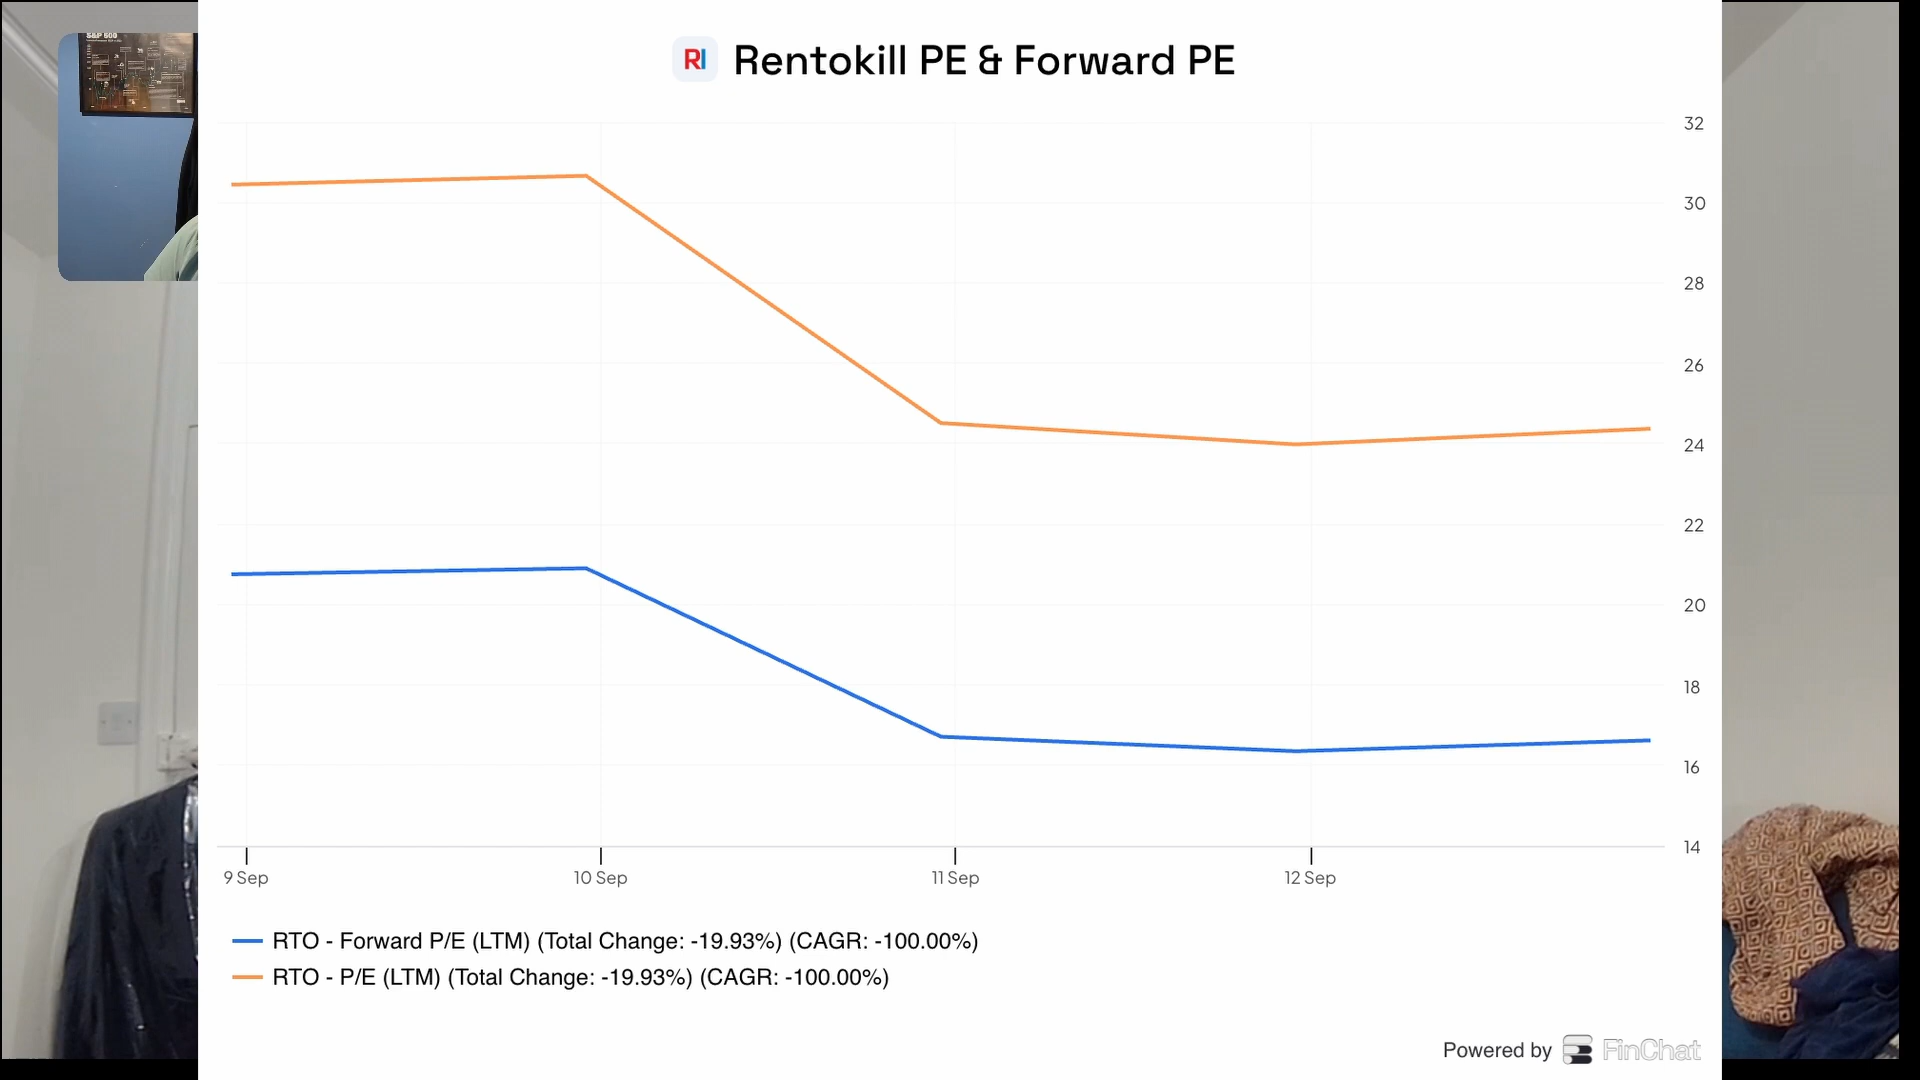 S&P 500
RI Rentokill PE & Forward PE
32
30
28
26
24
22
20
18
16
14
9 Sep 10 Sep 11 Sep 12 Sep
RTO - Forward P/E (LTM) (Total Change: -19.93%) (CAGR: -100.00%)
RTO - P/E (LTM) (Total Change: -19.93%) (CAGR: -100.00%)
Powered by FinChat